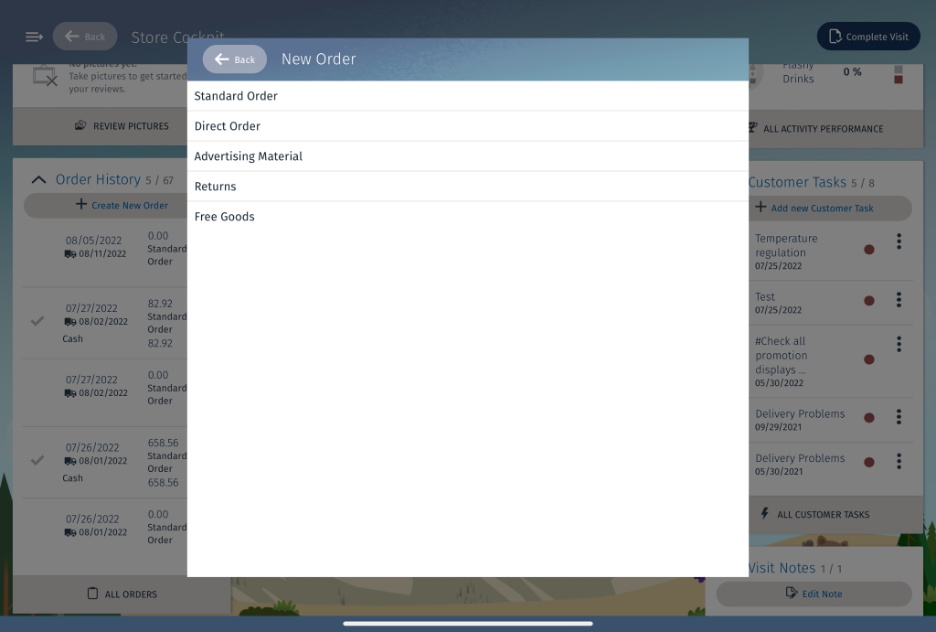 Back
Store Cockpit
Complete Visit
Back
New Order
Standard Order
Direct Order
Advertising Material
Returns
Free Goods
No pictures yet.
Take pictures to get started
your reviews.
REVIEW PICTURES
Order History 5 / 67
Create New Order
08/05/2022
08/11/2022
0.00
Standard
Order
07/27/2022
08/02/2022
Cash
82.92
Standard
Order
82.92
07/27/2022
08/02/2022
0.00
Standard
Order
07/26/2022
08/01/2022
Cash
658.56
Standard
Order
658.56
07/26/2022
08/01/2022
0.00
Standard
Order
ALL ORDERS
Flashy
Drinks
0 %
ALL ACTIVITY PERFORMANCE
Customer Tasks 5 / 8
Add new Customer Task
Temperature
regulation
07/25/2022
Test
07/25/2022
#Check all
promotion
displays ...
05/30/2022
Delivery Problems
09/29/2021
Delivery Problems
05/30/2021
ALL CUSTOMER TASKS
Visit Notes 1 / 1
Edit Note